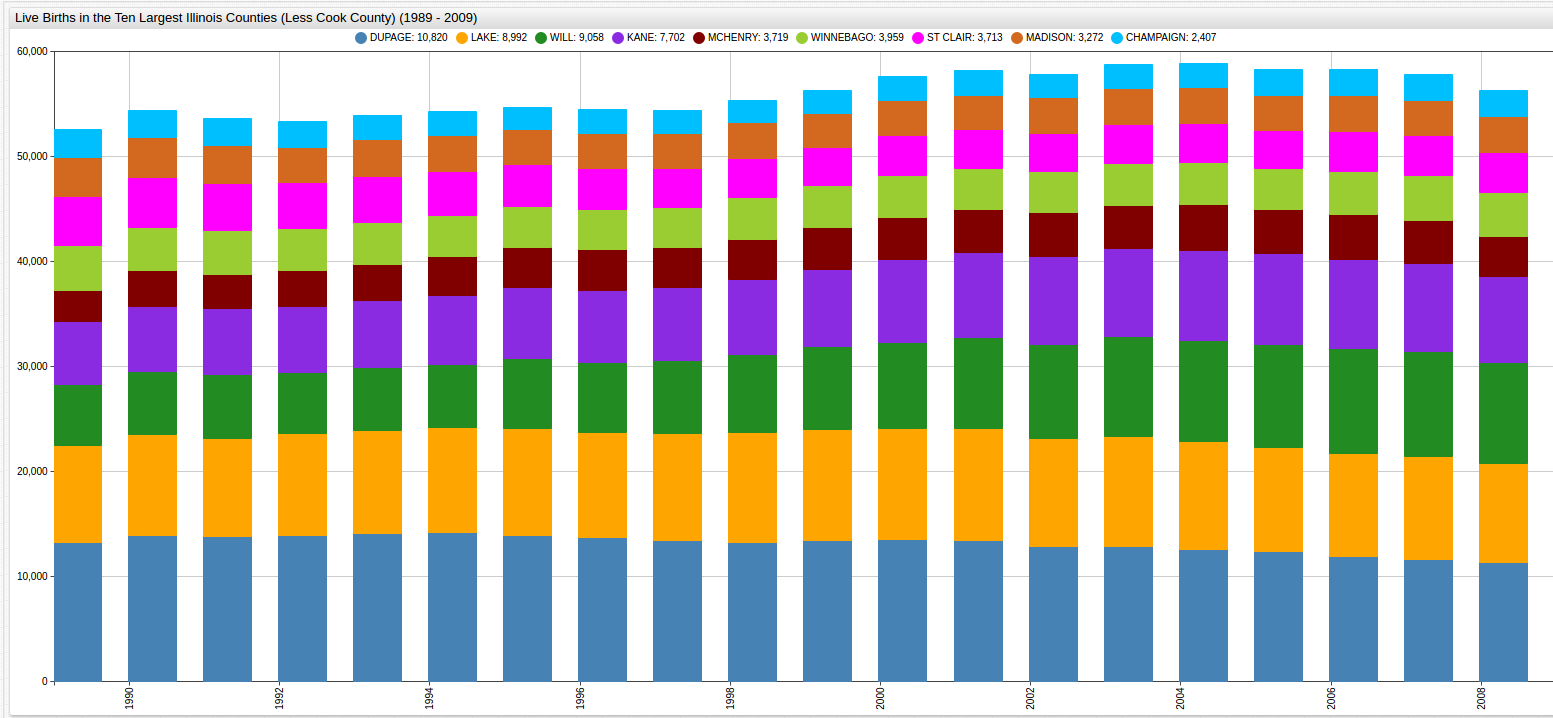 Live Births in the Ten Largest Illinois Counties (Less Cook County) (1989 - 2009)
DUPAGE: 10,820 LAKE: 8,992 WILL: 9,058 KANE: 7,702 MCHENRY: 3,719 WINNEBAGO: 3,959 ST CLAIR: 3,713 MADISON: 3,272 CHAMPAIGN: 2,407
60,000
50,000
40,000
30,000
20,000
10,000
0
1990 1992 1994 1996 1998 2000 2002 2004 2006 2008